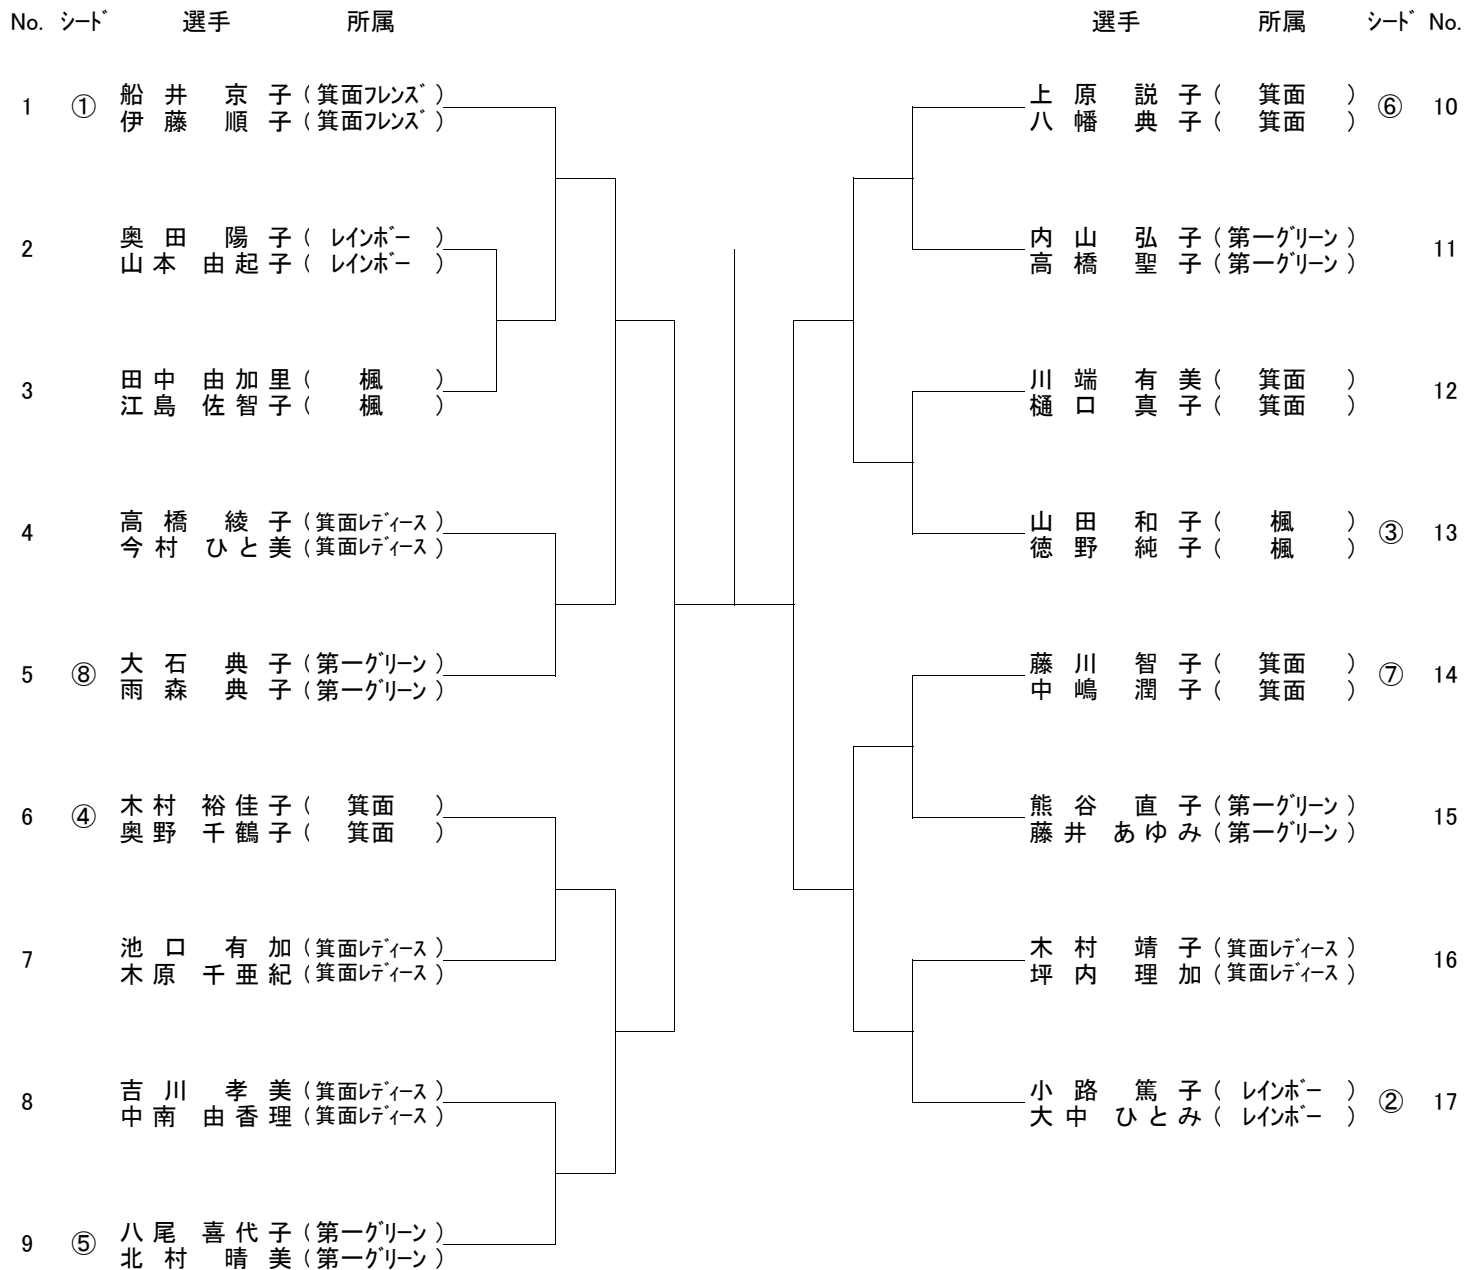 No. シード 選手 所属
1 ① 船井 京子 (箕面フレンズ)
伊藤 順子 (箕面フレンズ)
2 奥田 陽子 (レインボー)
山本 由起子 (レインボー)
3 田中 由加里 (楓)
江島 佐智子 (楓)
4 高橋 綾子 (箕面レディース)
今村 ひと美 (箕面レディース)
5 ⑧ 大石 典子 (第一グリーン)
雨森 典子 (第一グリーン)
6 ④ 木村 裕佳子 (箕面)
奥野 千鶴子 (箕面)
7 池口 有加 (箕面レディース)
木原 千亜紀 (箕面レディース)
8 吉川 孝美 (箕面レディース)
中南 由香理 (箕面レディース)
9 ⑤ 八尾 喜代子 (第一グリーン)
北村 晴美 (第一グリーン)
選手 所属 シード No.
上原 説子 (箕面) ⑥ 10
八幡 典子 (箕面)
内山 弘子 (第一グリーン) 11
高橋 聖子 (第一グリーン)
川端 有美 (箕面) 12
樋口 真子 (箕面)
山田 和子 (楓) ③ 13
徳野 純子 (楓)
藤川 智子 (箕面) ⑦ 14
中嶋 潤子 (箕面)
熊谷 直子 (第一グリーン) 15
藤井 あゆみ (第一グリーン)
木村 靖子 (箕面レディース) 16
坪内 理加 (箕面レディース)
小路 篤子 (レインボー) ② 17
大中 ひとみ (レインボー)